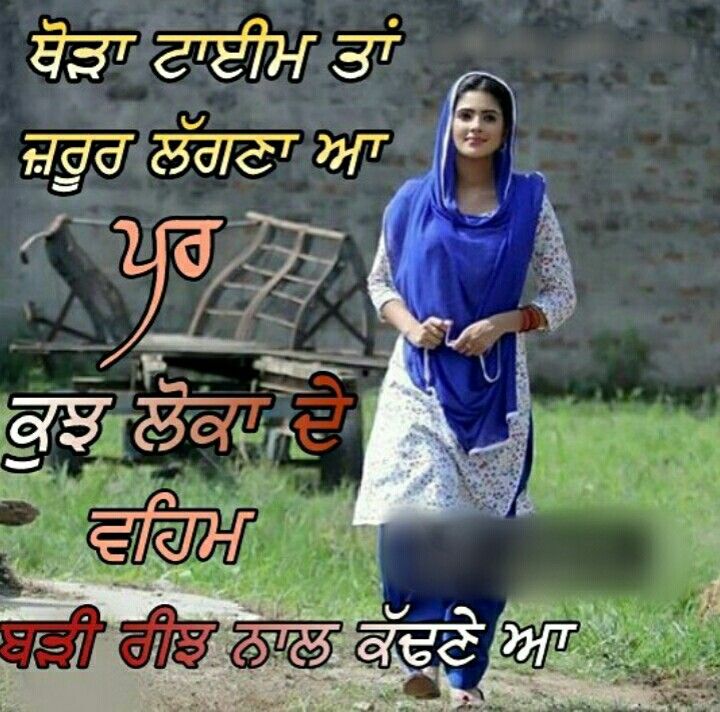 ਥੋੜਾ ਟਾਈਮ ਤਾਂ
ਜ਼ਰੂਰ ਲੱਗਣਾ ਆ
ਪਰ
ਕੁਝ ਲੋਕਾ ਦੇ
ਵਹਿਮ
ਬੜੀ ਰੀਝ ਨਾਲ ਕੱਢਣੇ ਆ